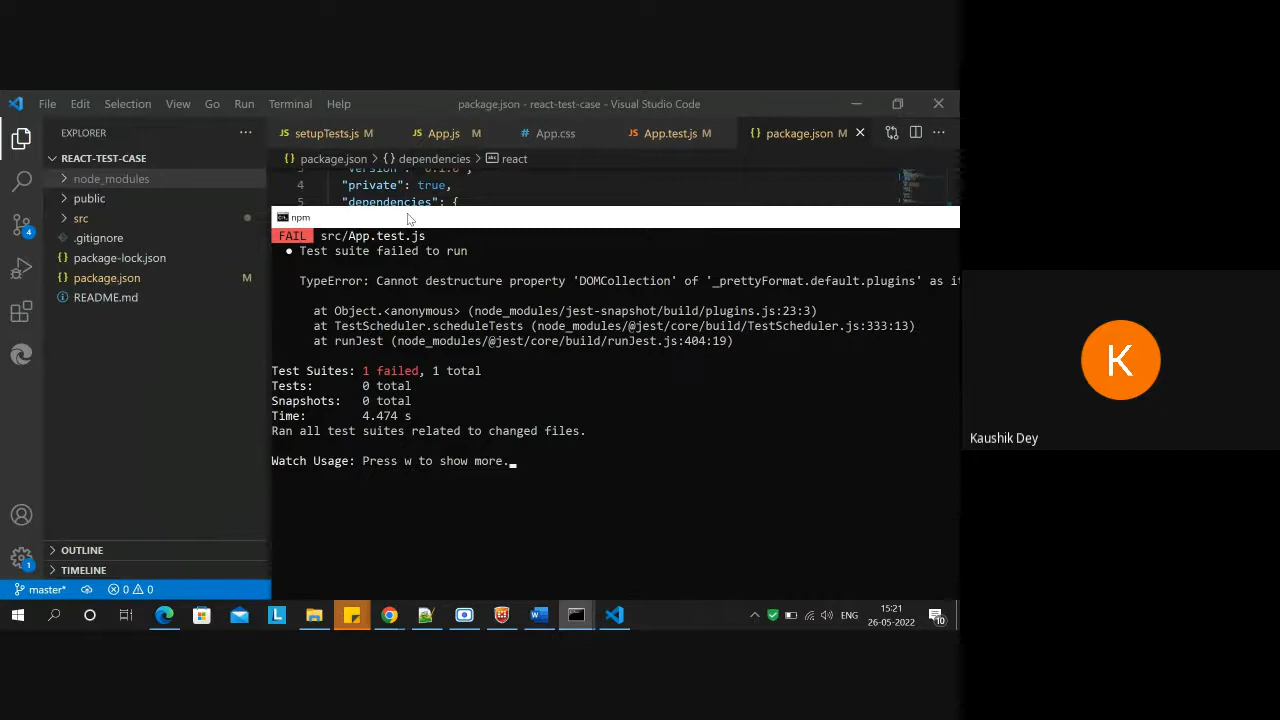 File Edit Selection View Go Run Terminal Help
package.json - react-test-case - Visual Studio Code
EXPLORER
setupTests.js M
App.js M
App.css
App.test.js M
package.json M
REACT-TEST-CASE
package.json > {} dependencies > react
node_modules
public
src
.gitignore
package-lock.json
package.json M
README.md
4 "private": true,
"dependencies": {
npm
FAIL src/App.test.js
● Test suite failed to run
TypeError: Cannot destructure property 'DOMCollection' of '_prettyFormat.default.plugins' as
at Object.<anonymous> (node_modules/jest-snapshot/build/plugins.js:23:3)
at TestScheduler.scheduleTests (node_modules/@jest/core/build/TestScheduler.js:333:13)
at runJest (node_modules/@jest/core/build/runJest.js:404:19)
Test Suites: 1 failed, 1 total
Tests: 0 total
Snapshots: 0 total
Time: 4.474 s
Ran all test suites related to changed files.
Watch Usage: Press w to show more.
4
1
OUTLINE
TIMELINE
master* 0 0
ENG
15:21
26-05-2022
10
K
Kaushik Dey